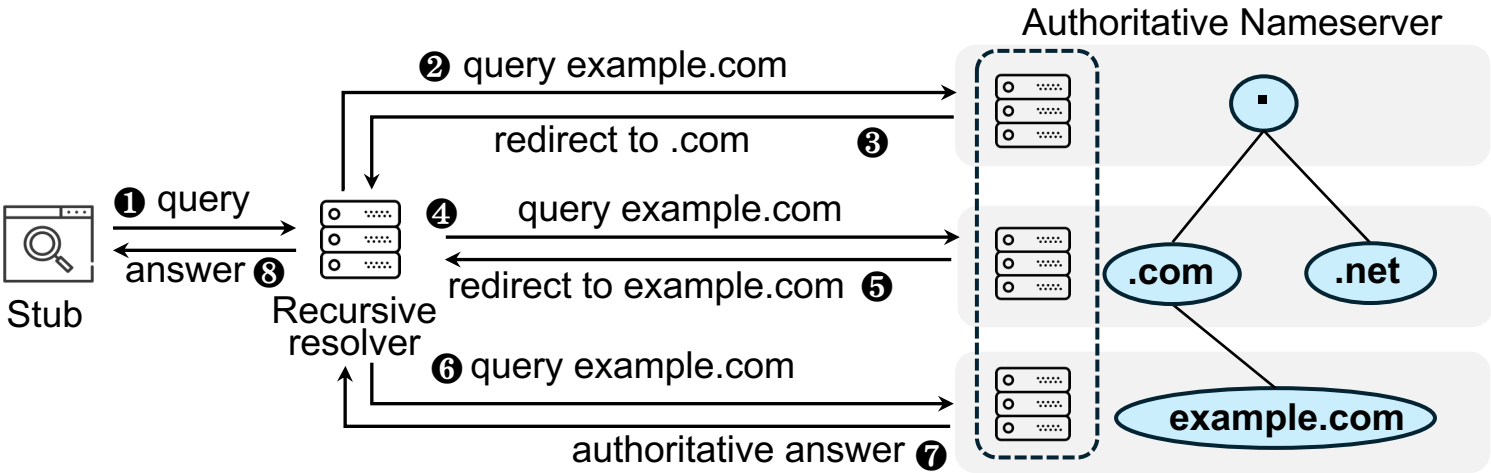 Authoritative Nameserver
❷ query example.com
redirect to .com ❸
.
❶ query
❹ query example.com
answer ❽
redirect to example.com ❺
.com
.net
Stub
Recursive
resolver
❻ query example.com
example.com
authoritative answer ❼